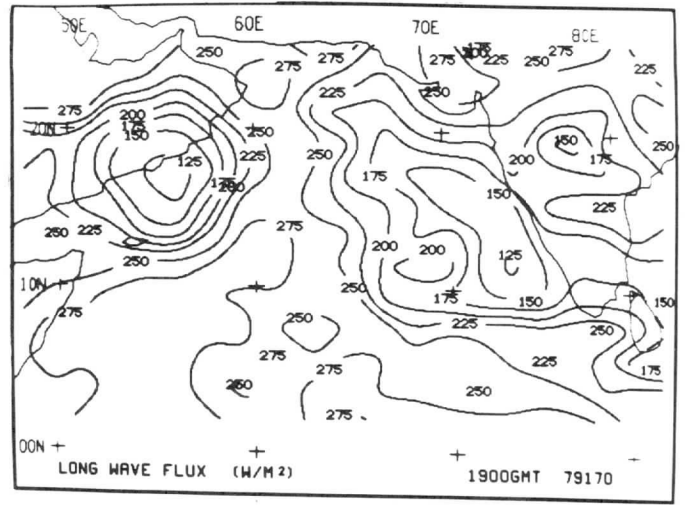 50E 60E 70E 80E
250 275 275 275 175 225 250 275 225
275 225 250
200
20N 175
150 250 150 250
125 225 250 200 175
175 200 175 150
250 225 275 225
250 200 200 125
10N 250 175 150 150
275
250 225 250
275 275 225 175
250 250
275
00N
LONG WAVE FLUX (W/M²) 1900GMT 79170